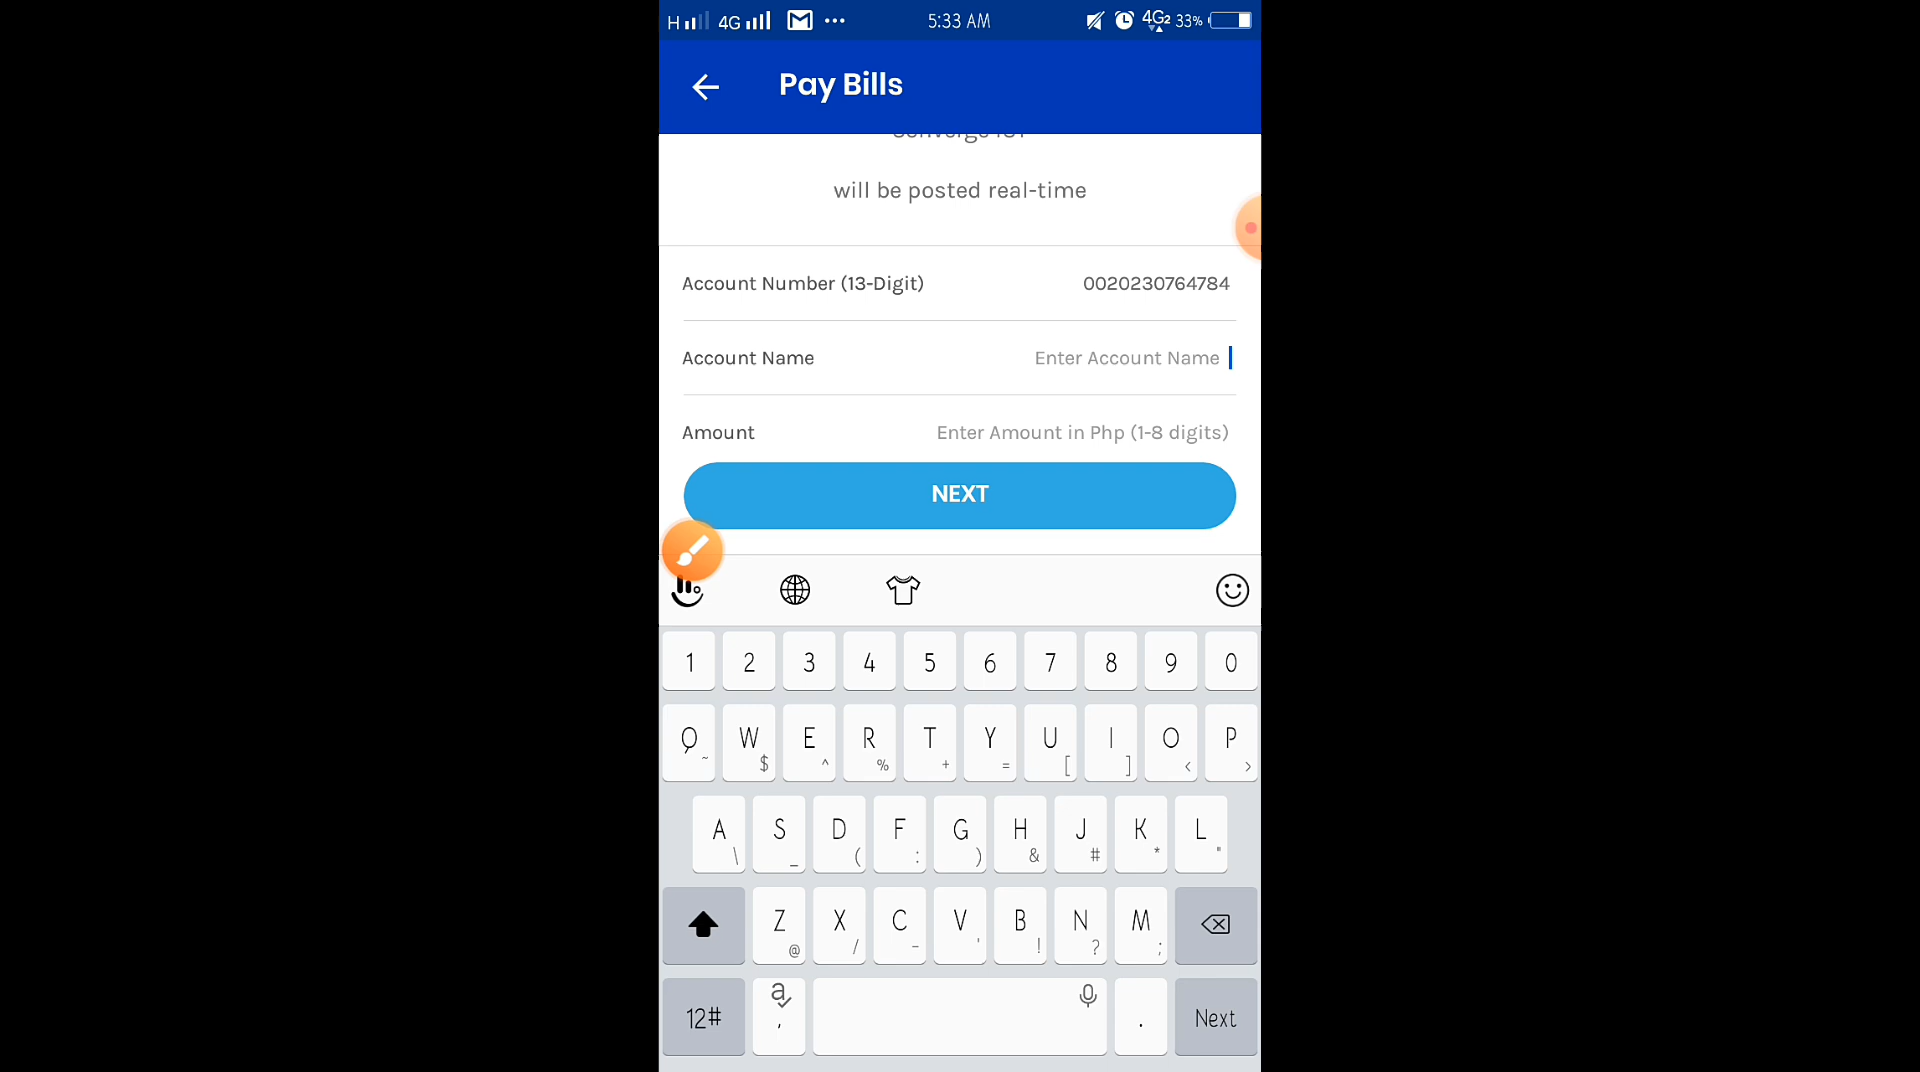 H 4G 5:33 AM 4G2 33%
Pay Bills
will be posted real-time
Account Number (13-Digit) 0020230764784
Account Name Enter Account Name
Amount Enter Amount in Php (1-8 digits)
NEXT
1 2 3 4 5 6 7 8 9 0
Q W E R T Y U I O P
~ $ ^ % + = [ ] < >
A S D F G H J K L
\ _ ( : ) & # * "
Z X C V B N M
@ / - ' ! ? ;
12# a , . Next